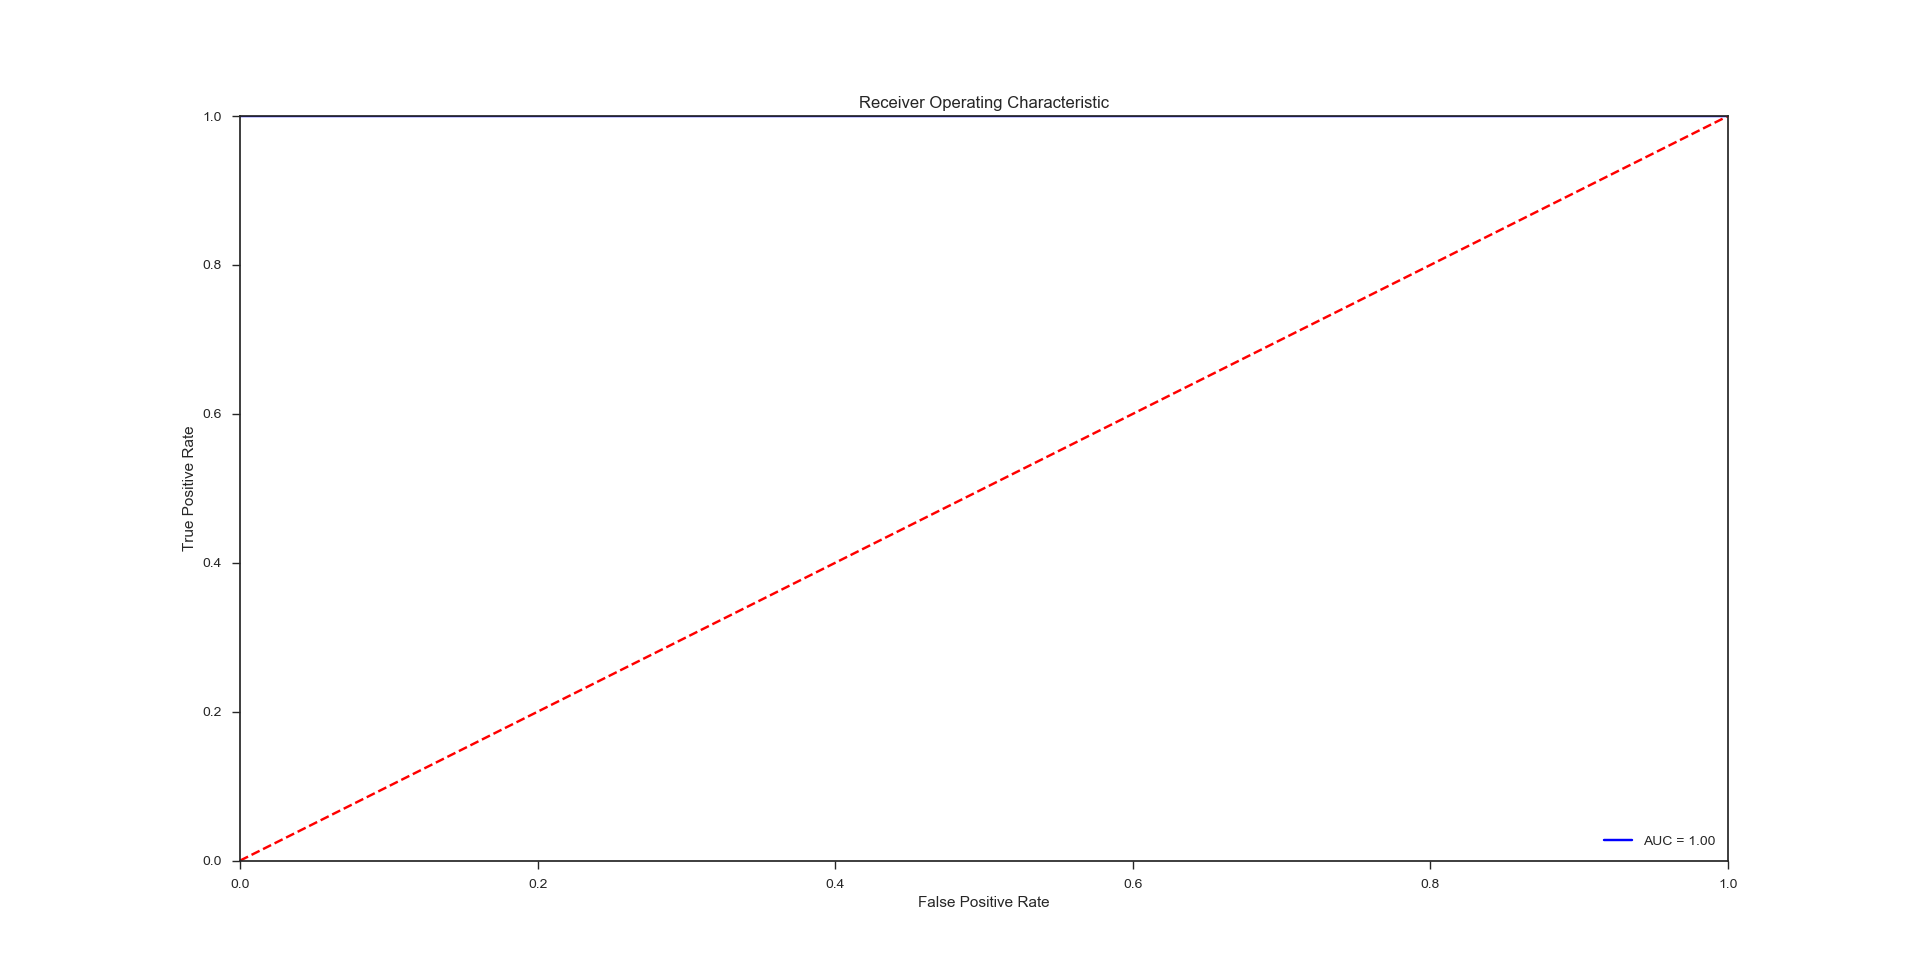 Receiver Operating Characteristic
1.0
0.8
0.6
0.4
0.2
0.0
True Positive Rate
AUC = 1.00
0.0 0.2 0.4 0.6 0.8 1.0
False Positive Rate